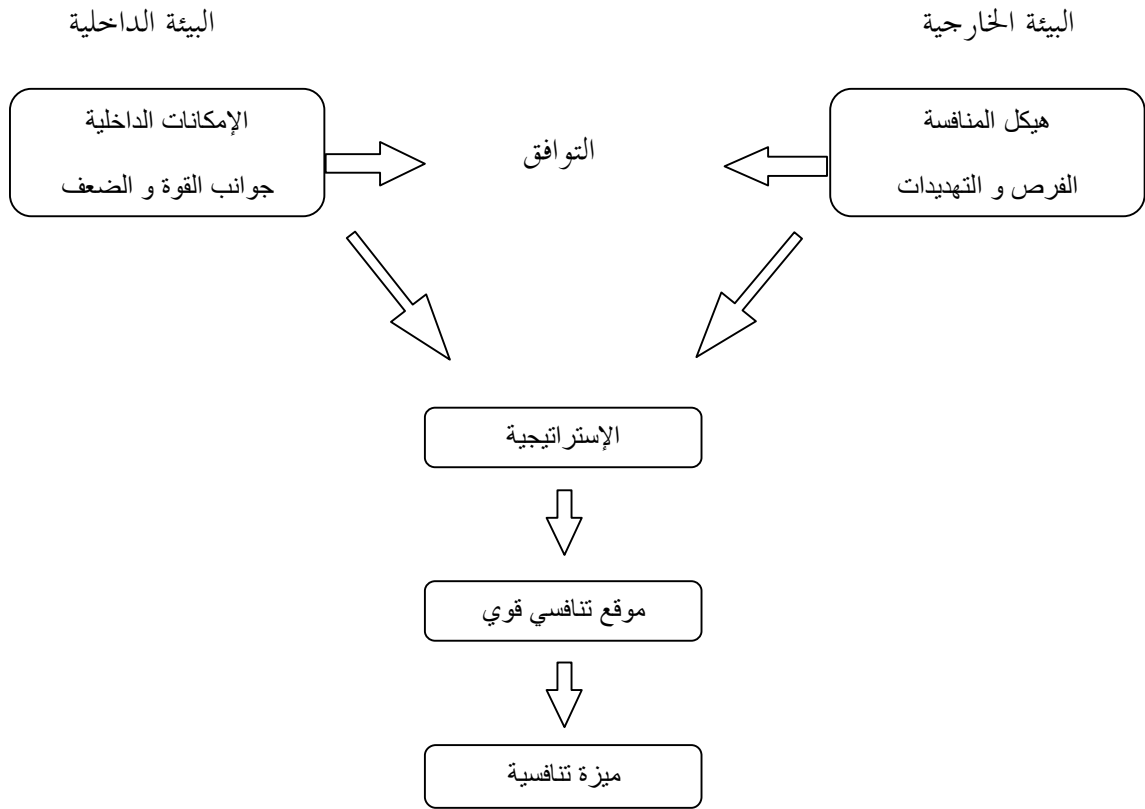 البيئة الخارجية
البيئة الداخلية
هيكل المنافسة
الفرص و التهديدات
التوافق
الإمكانات الداخلية
جوانب القوة و الضعف
الإستراتيجية
موقع تنافسي قوي
ميزة تنافسية